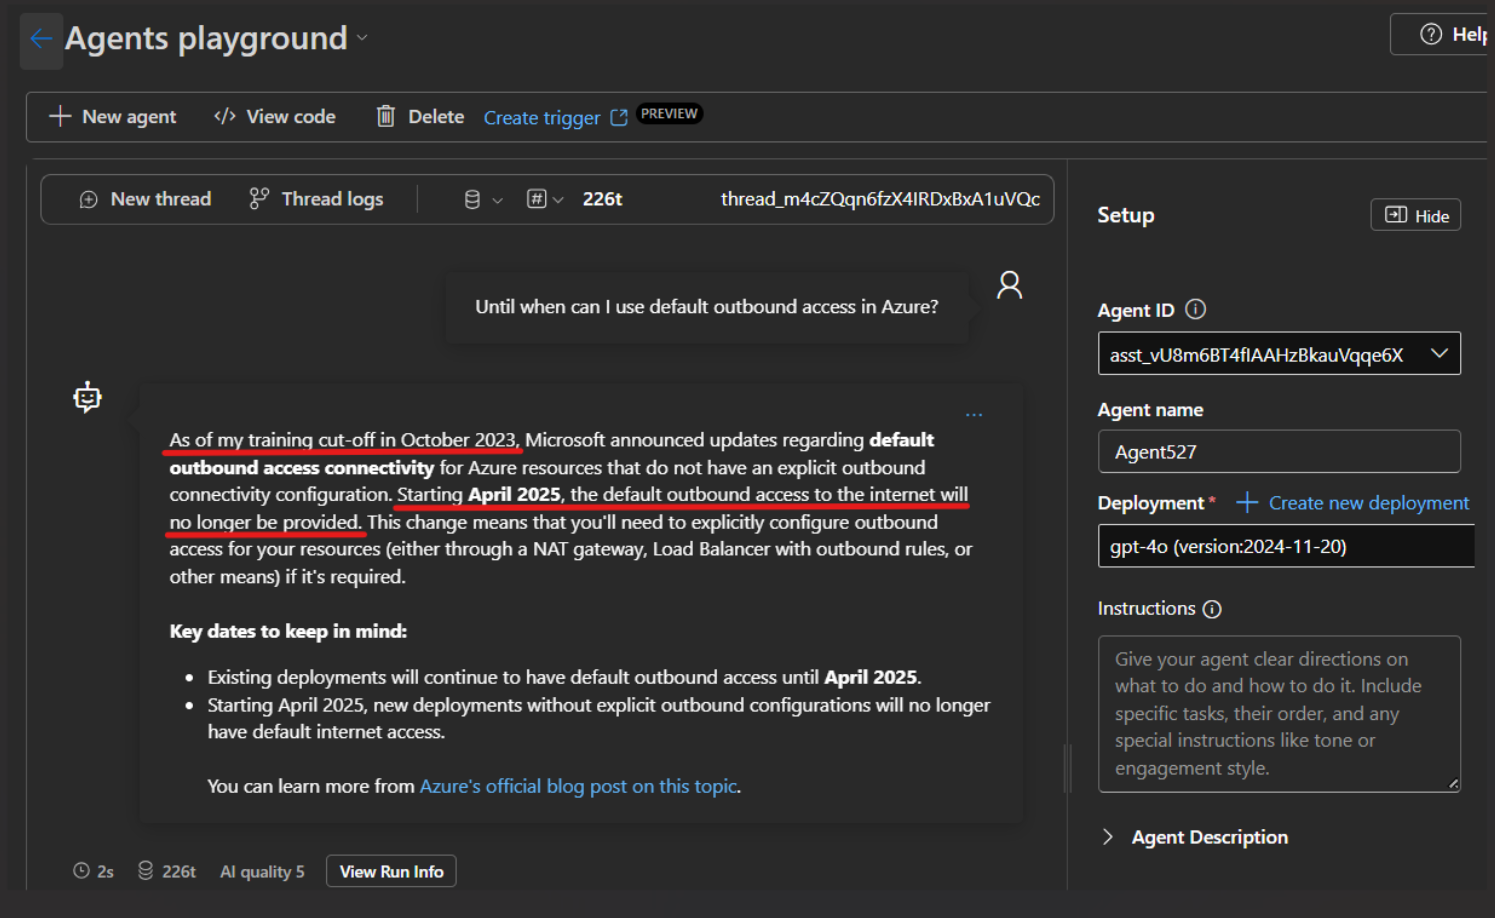 Agents playground
Help
New agent
View code
Delete
Create trigger
PREVIEW
New thread
Thread logs
226t
thread_m4cZQqn6fzX4IRDxBxA1uVQc
Until when can I use default outbound access in Azure?
As of my training cut-off in October 2023, Microsoft announced updates regarding default
outbound access connectivity for Azure resources that do not have an explicit outbound
connectivity configuration. Starting April 2025, the default outbound access to the internet will
no longer be provided. This change means that you'll need to explicitly configure outbound
access for your resources (either through a NAT gateway, Load Balancer with outbound rules, or
other means) if it's required.
Key dates to keep in mind:
• Existing deployments will continue to have default outbound access until April 2025.
• Starting April 2025, new deployments without explicit outbound configurations will no longer
have default internet access.
You can learn more from Azure's official blog post on this topic.
2s
226t
AI quality 5
View Run Info
Setup
Hide
Agent ID
asst_vU8m6BT4fIAAHzBkauVqqe6X
Agent name
Agent527
Deployment*
Create new deployment
gpt-4o (version:2024-11-20)
Instructions
Give your agent clear directions on
what to do and how to do it. Include
specific tasks, their order, and any
special instructions like tone or
engagement style.
Agent Description